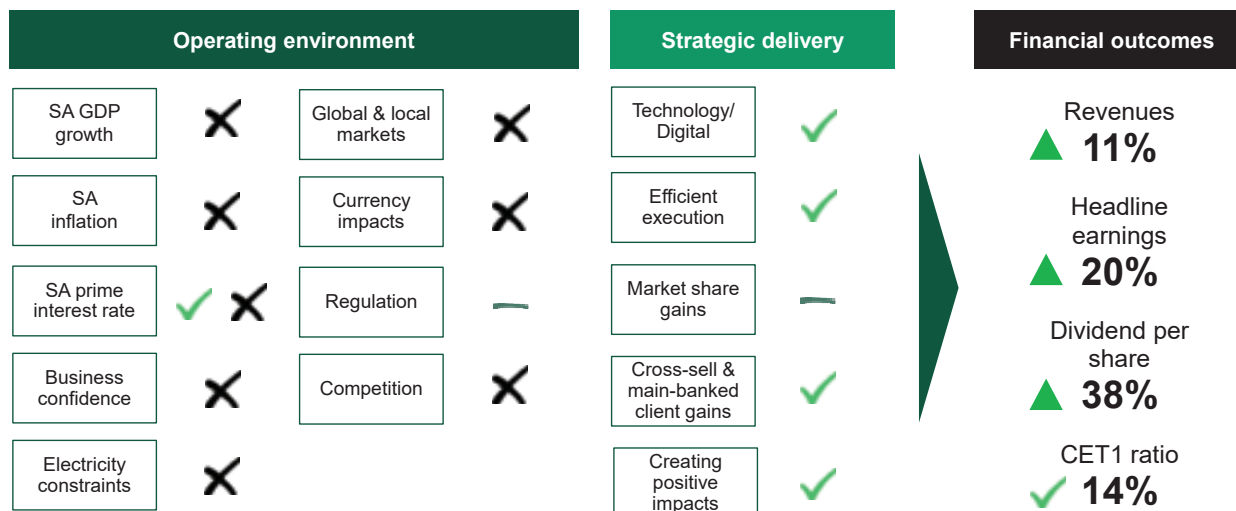 Operating environment
SA GDP
growth
SA
inflation
SA prime
interest rate
Business
confidence
Electricity
constraints
Global & local
markets
Currency
impacts
Regulation
Competition
Strategic delivery
Technology/
Digital
Efficient
execution
Market share
gains
Cross-sell &
main-banked
client gains
Creating
positive
impacts
Financial outcomes
Revenues
11%
Headline
earnings
20%
Dividend per
share
38%
CET1 ratio
14%